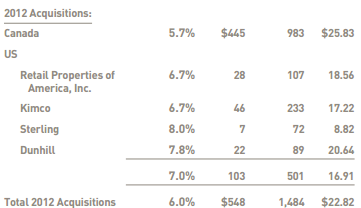 2012 Acquisitions:
Canada 5.7% $445 983 $25.83
US
Retail Properties of America, Inc. 6.7% 28 107 18.56
Kimco 6.7% 46 233 17.22
Sterling 8.0% 7 72 8.82
Dunhill 7.8% 22 89 20.64
7.0% 103 501 16.91
Total 2012 Acquisitions 6.0% $548 1,484 $22.82